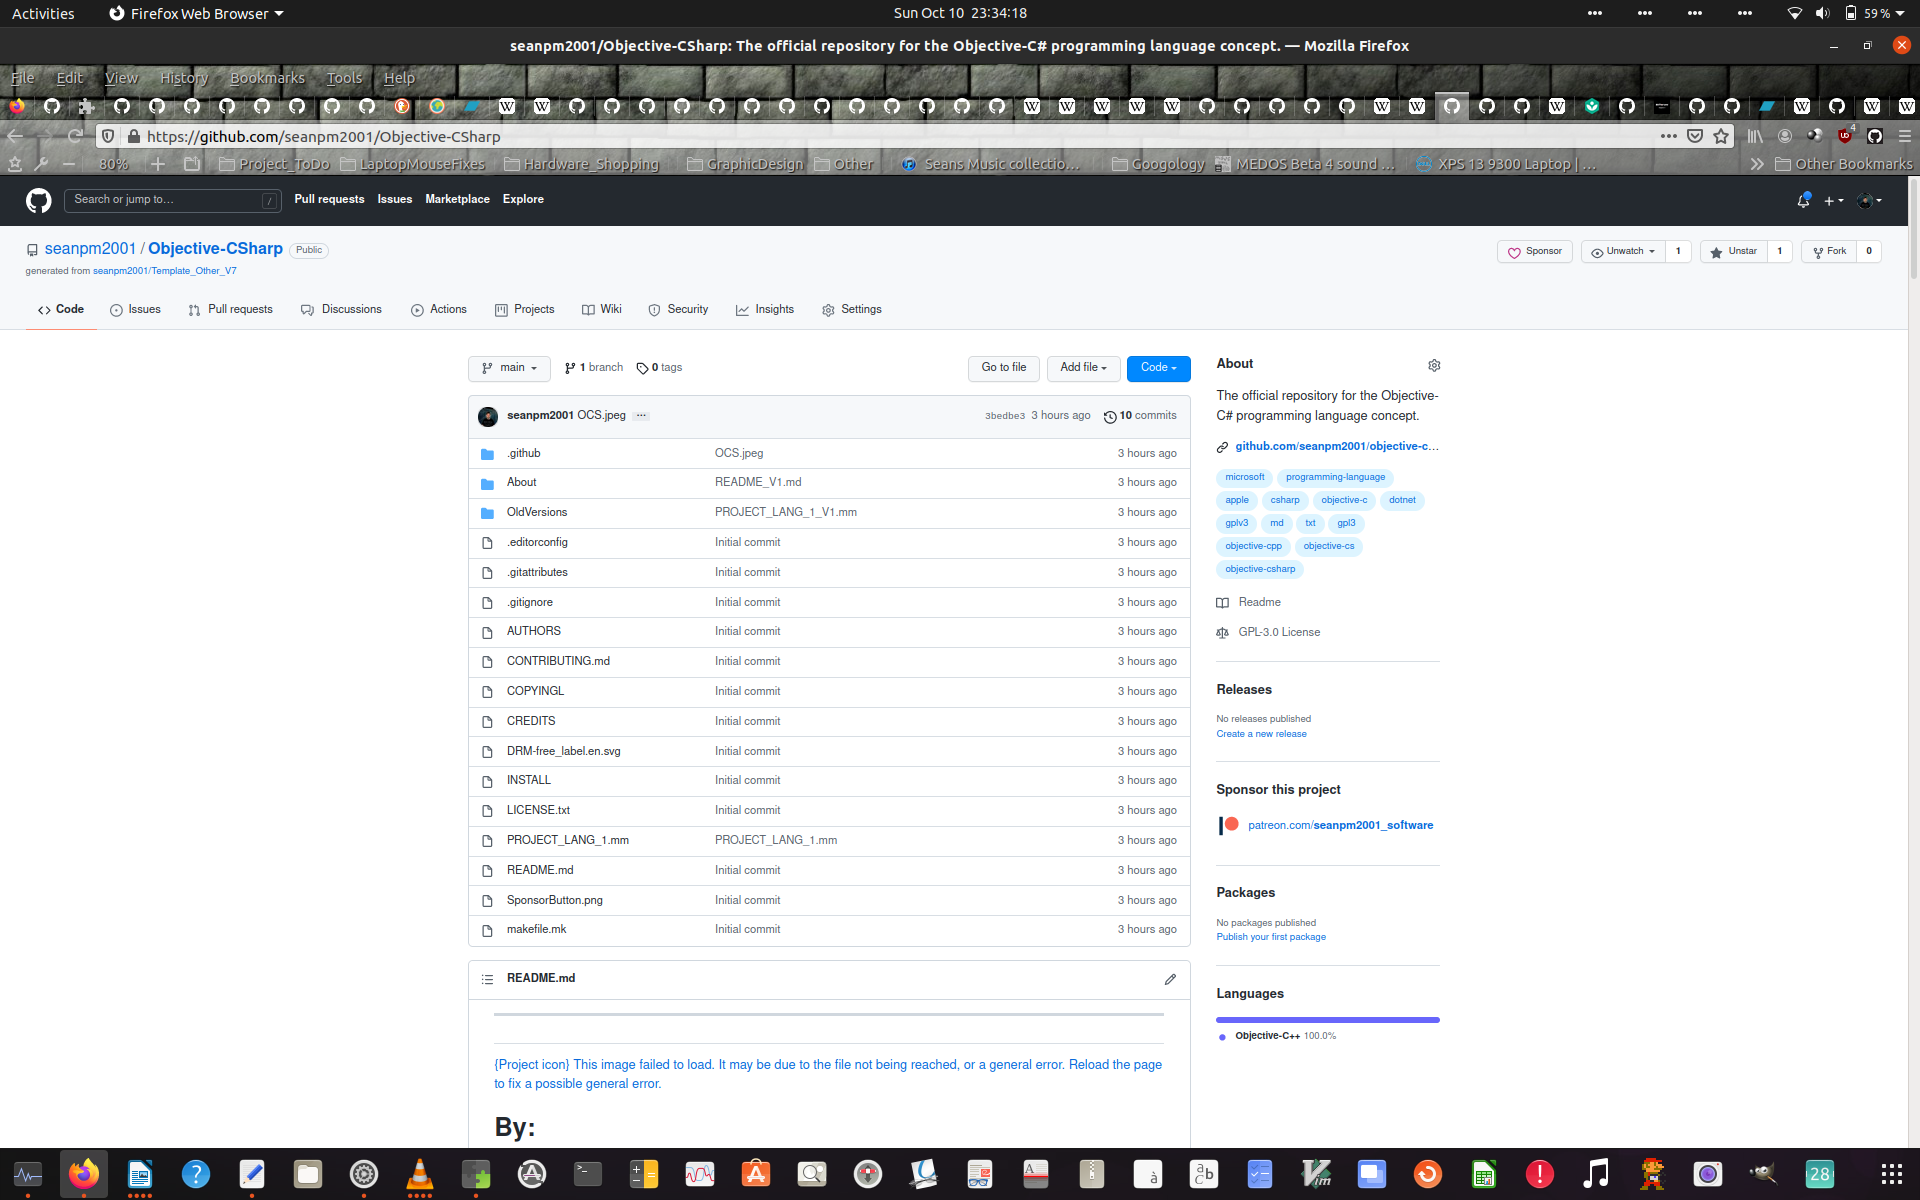 Activities
Firefox Web Browser
Sun Oct 10 23:34:18
59 %
seanpm2001/Objective-CSharp: The official repository for the Objective-C# programming language concept. — Mozilla Firefox
File Edit View History Bookmarks Tools Help
https://github.com/seanpm2001/Objective-CSharp
4
80%
Project_ToDo
LaptopMouseFixes
Hardware_Shopping
GraphicDesign
Other
Seans Music collectio…
Googology
MEDOS Beta 4 sound …
XPS 13 9300 Laptop | …
Other Bookmarks
Search or jump to… /
Pull requests Issues Marketplace Explore
seanpm2001 / Objective-CSharp Public
generated from seanpm2001/Template_Other_V7
Sponsor
Unwatch 1
Unstar 1
Fork 0
Code
Issues
Pull requests
Discussions
Actions
Projects
Wiki
Security
Insights
Settings
main
1 branch
0 tags
Go to file
Add file
Code
seanpm2001 OCS.jpeg ...
3bedbe3 3 hours ago
10 commits
.github OCS.jpeg 3 hours ago
About README_V1.md 3 hours ago
OldVersions PROJECT_LANG_1_V1.mm 3 hours ago
.editorconfig Initial commit 3 hours ago
.gitattributes Initial commit 3 hours ago
.gitignore Initial commit 3 hours ago
AUTHORS Initial commit 3 hours ago
CONTRIBUTING.md Initial commit 3 hours ago
COPYINGL Initial commit 3 hours ago
CREDITS Initial commit 3 hours ago
DRM-free_label.en.svg Initial commit 3 hours ago
INSTALL Initial commit 3 hours ago
LICENSE.txt Initial commit 3 hours ago
PROJECT_LANG_1.mm PROJECT_LANG_1.mm 3 hours ago
README.md Initial commit 3 hours ago
SponsorButton.png Initial commit 3 hours ago
makefile.mk Initial commit 3 hours ago
README.md
{Project icon} This image failed to load. It may be due to the file not being reached, or a general error. Reload the page
to fix a possible general error.
By:
About
The official repository for the Objective-
C# programming language concept.
github.com/seanpm2001/objective-c…
microsoft programming-language
apple csharp objective-c dotnet
gplv3 md txt gpl3
objective-cpp objective-cs
objective-csharp
Readme
GPL-3.0 License
Releases
No releases published
Create a new release
Sponsor this project
patreon.com/seanpm2001_software
Packages
No packages published
Publish your first package
Languages
Objective-C++ 100.0%
28